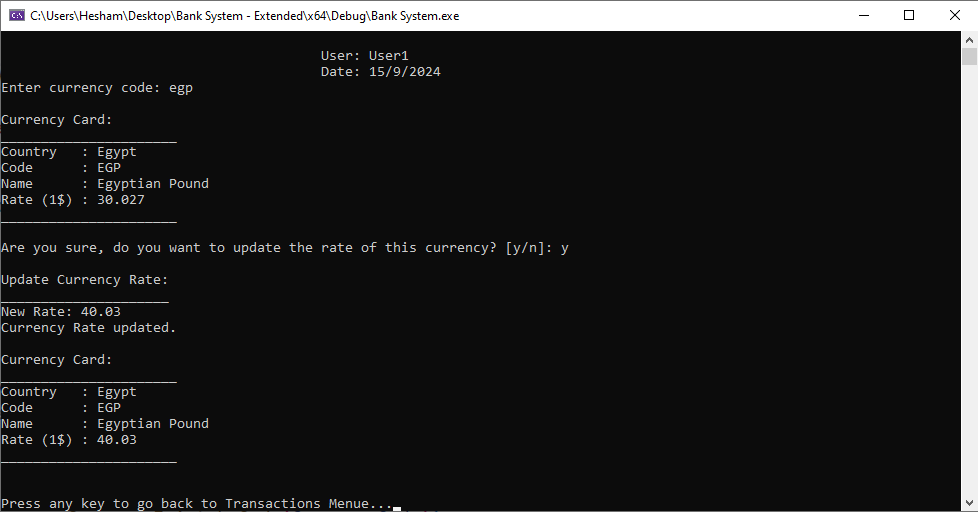 C:\Users\Hesham\Desktop\Bank System - Extended\x64\Debug\Bank System.exe
User: User1
Date: 15/9/2024
Enter currency code: egp
Currency Card:
______________________
Country   : Egypt
Code      : EGP
Name      : Egyptian Pound
Rate (1$) : 30.027
______________________
Are you sure, do you want to update the rate of this currency? [y/n]: y
Update Currency Rate:
_____________________
New Rate: 40.03
Currency Rate updated.
Currency Card:
______________________
Country   : Egypt
Code      : EGP
Name      : Egyptian Pound
Rate (1$) : 40.03
______________________
Press any key to go back to Transactions Menue...